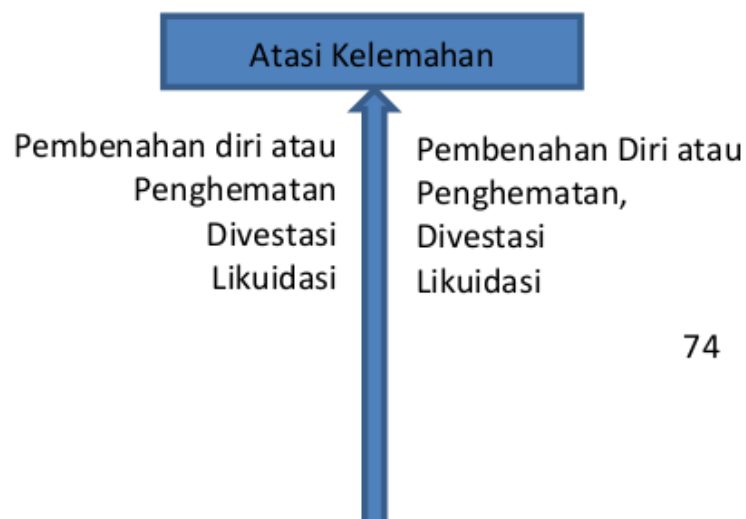 Atasi Kelemahan
Pembenahan diri atau
Penghematan
Divestasi
Likuidasi
Pembenahan Diri atau
Penghematan,
Divestasi
Likuidasi
74